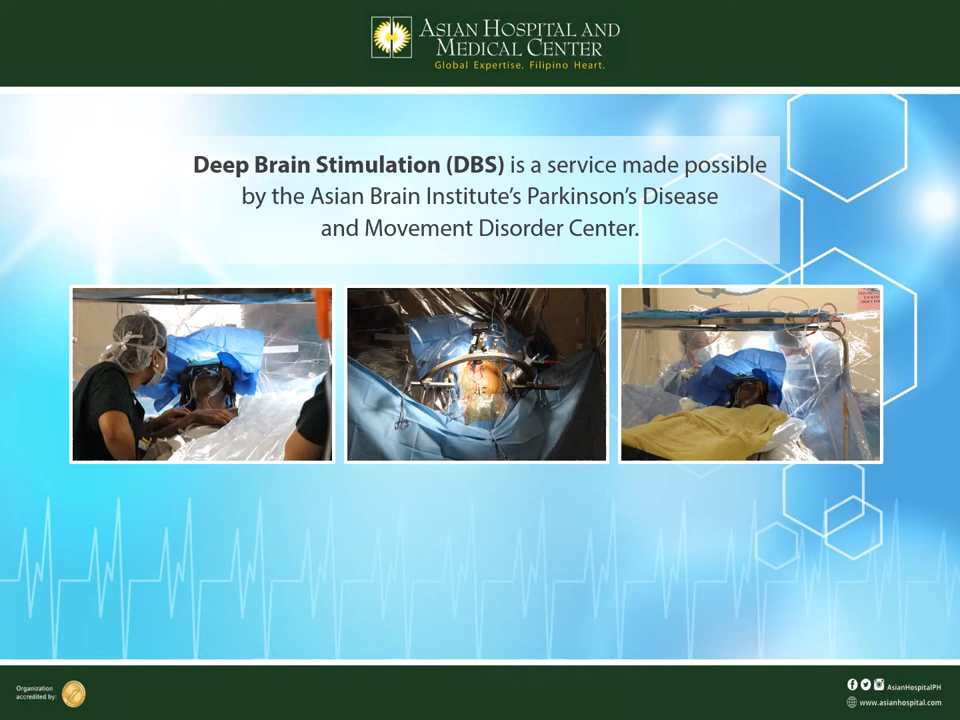 ASIAN HOSPITAL AND
MEDICAL CENTER
Global Expertise. Filipino Heart.
Deep Brain Stimulation (DBS) is a service made possible
by the Asian Brain Institute’s Parkinson’s Disease
and Movement Disorder Center.
Organization
accredited by:
AsianHospitalPH
www.asianhospital.com